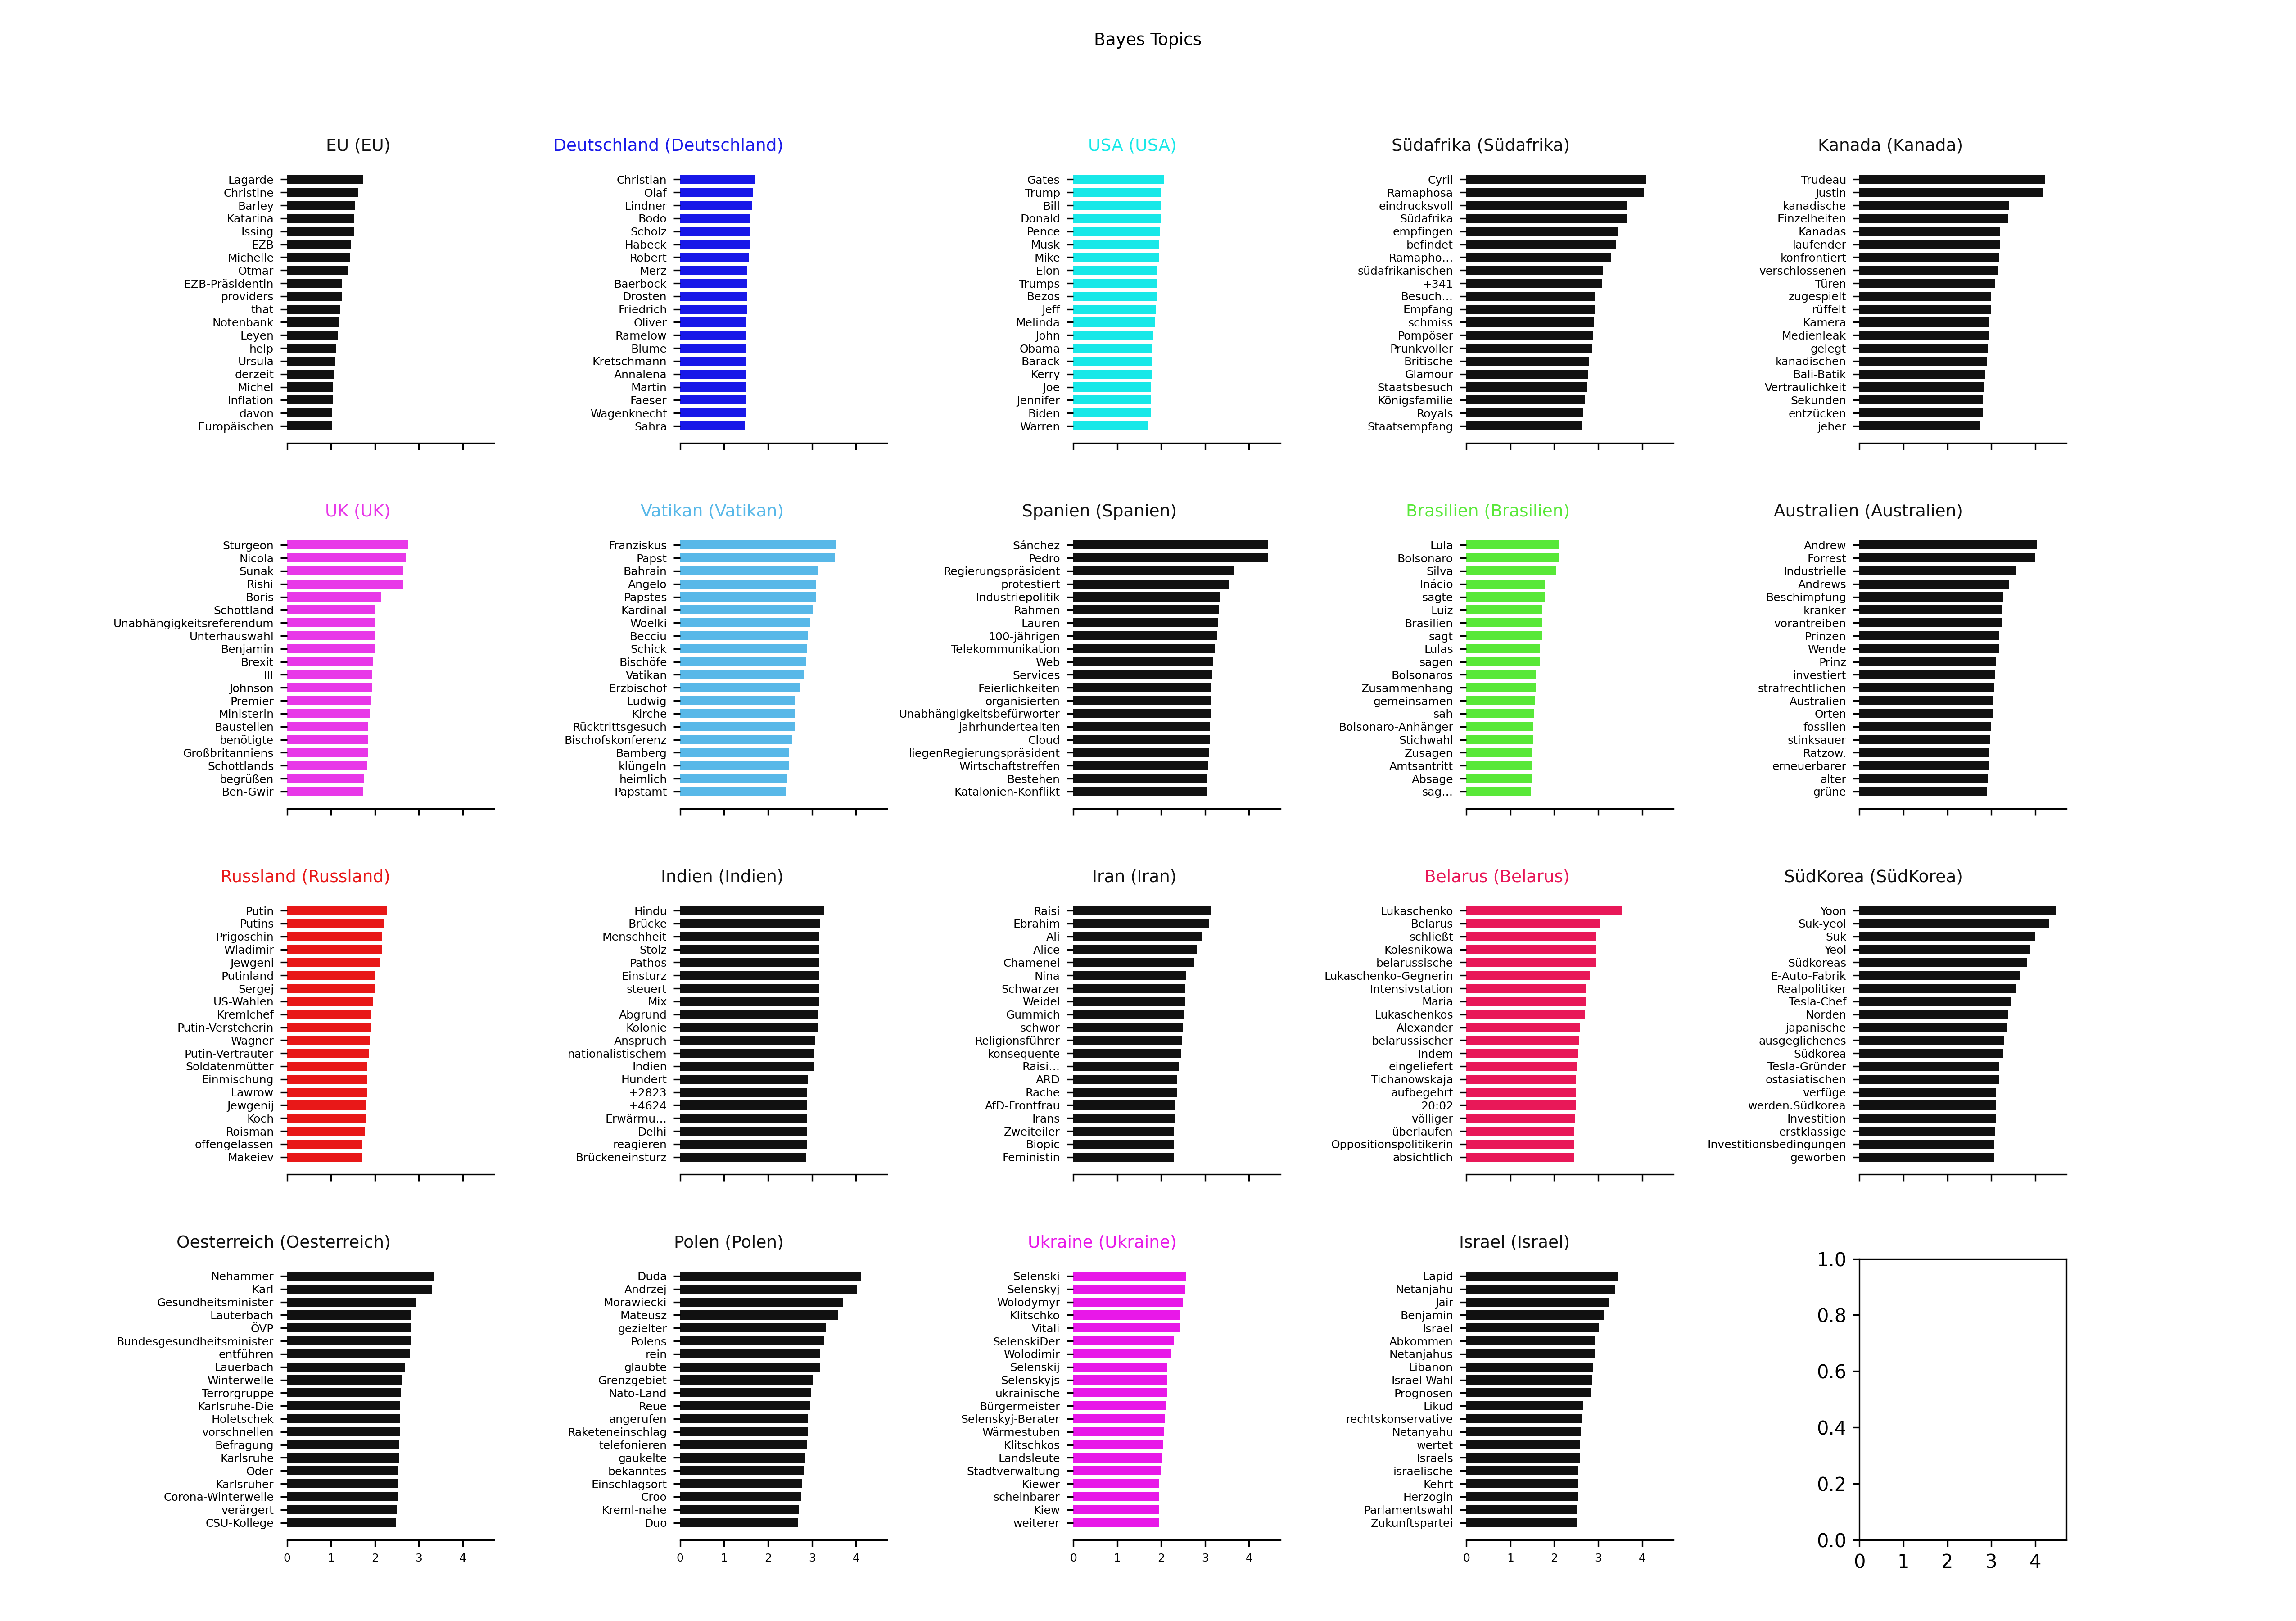 Bayes Topics
EU (EU)
Lagarde
Christine
Barley
Katarina
Issing
EZB
Michelle
Otmar
EZB-Präsidentin
providers
that
Notenbank
Leyen
help
Ursula
derzeit
Michel
Inflation
davon
Europäischen
Deutschland (Deutschland)
Christian
Olaf
Lindner
Bodo
Scholz
Habeck
Robert
Merz
Baerbock
Drosten
Friedrich
Oliver
Ramelow
Blume
Kretschmann
Annalena
Martin
Faeser
Wagenknecht
Sahra
USA (USA)
Gates
Trump
Bill
Donald
Pence
Musk
Mike
Elon
Trumps
Bezos
Jeff
Melinda
John
Obama
Barack
Kerry
Joe
Jennifer
Biden
Warren
Südafrika (Südafrika)
Cyril
Ramaphosa
eindrucksvoll
Südafrika
empfingen
befindet
Ramapho...
südafrikanischen
+341
Besuch...
Empfang
schmiss
Pompöser
Prunkvoller
Britische
Glamour
Staatsbesuch
Königsfamilie
Royals
Staatsempfang
Kanada (Kanada)
Trudeau
Justin
kanadische
Einzelheiten
Kanadas
laufender
konfrontiert
verschlossenen
Türen
zugespielt
rüffelt
Kamera
Medienleak
gelegt
kanadischen
Bali-Batik
Vertraulichkeit
Sekunden
entzücken
jeher
UK (UK)
Sturgeon
Nicola
Sunak
Rishi
Boris
Schottland
Unabhängigkeitsreferendum
Unterhauswahl
Benjamin
Brexit
III
Johnson
Premier
Ministerin
Baustellen
benötigte
Großbritanniens
Schottlands
begrüßen
Ben-Gwir
Vatikan (Vatikan)
Franziskus
Papst
Bahrain
Angelo
Papstes
Kardinal
Woelki
Becciu
Schick
Bischöfe
Vatikan
Erzbischof
Ludwig
Kirche
Rücktrittsgesuch
Bischofskonferenz
Bamberg
klüngeln
heimlich
Papstamt
Spanien (Spanien)
Sánchez
Pedro
Regierungspräsident
protestiert
Industriepolitik
Rahmen
Lauren
100-jährigen
Telekommunikation
Web
Services
Feierlichkeiten
organisierten
Unabhängigkeitsbefürworter
jahrhundertealten
Cloud
liegenRegierungspräsident
Wirtschaftstreffen
Bestehen
Katalonien-Konflikt
Brasilien (Brasilien)
Lula
Bolsonaro
Silva
Inácio
sagte
Luiz
Brasilien
sagt
Lulas
sagen
Bolsonaros
Zusammenhang
gemeinsamen
sah
Bolsonaro-Anhänger
Stichwahl
Zusagen
Amtsantritt
Absage
sag...
Australien (Australien)
Andrew
Forrest
Industrielle
Andrews
Beschimpfung
kranker
vorantreiben
Prinzen
Wende
Prinz
investiert
strafrechtlichen
Australien
Orten
fossilen
stinksauer
Ratzow.
erneuerbarer
alter
grüne
Russland (Russland)
Putin
Putins
Prigoschin
Wladimir
Jewgeni
Putinland
Sergej
US-Wahlen
Kremlchef
Putin-Versteherin
Wagner
Putin-Vertrauter
Soldatenmütter
Einmischung
Lawrow
Jewgenij
Koch
Roisman
offengelassen
Makeiev
Indien (Indien)
Hindu
Brücke
Menschheit
Stolz
Pathos
Einsturz
steuert
Mix
Abgrund
Kolonie
Anspruch
nationalistischem
Indien
Hundert
+2823
+4624
Erwärmu...
Delhi
reagieren
Brückeneinsturz
Iran (Iran)
Raisi
Ebrahim
Ali
Alice
Chamenei
Nina
Schwarzer
Weidel
Gummich
schwor
Religionsführer
konsequente
Raisi...
ARD
Rache
AfD-Frontfrau
Irans
Zweiteiler
Biopic
Feministin
Belarus (Belarus)
Lukaschenko
Belarus
schließt
Kolesnikowa
belarussische
Lukaschenko-Gegnerin
Intensivstation
Maria
Lukaschenkos
Alexander
belarussischer
Indem
eingeliefert
Tichanowskaja
aufbegehrt
20:02
völliger
überlaufen
Oppositionspolitikerin
absichtlich
SüdKorea (SüdKorea)
Yoon
Suk-yeol
Suk
Yeol
Südkoreas
E-Auto-Fabrik
Realpolitiker
Tesla-Chef
Norden
japanische
ausgeglichenes
Südkorea
Tesla-Gründer
ostasiatischen
verfüge
werden.Südkorea
Investition
erstklassige
Investitionsbedingungen
geworben
Oesterreich (Oesterreich)
Nehammer
Karl
Gesundheitsminister
Lauterbach
ÖVP
Bundesgesundheitsminister
entführen
Lauerbach
Winterwelle
Terrorgruppe
Karlsruhe-Die
Holetschek
vorschnellen
Befragung
Karlsruhe
Oder
Karlsruher
Corona-Winterwelle
verärgert
CSU-Kollege
0 1 2 3 4
Polen (Polen)
Duda
Andrzej
Morawiecki
Mateusz
gezielter
Polens
rein
glaubte
Grenzgebiet
Nato-Land
Reue
angerufen
Raketeneinschlag
telefonieren
gaukelte
bekanntes
Einschlagsort
Croo
Kreml-nahe
Duo
0 1 2 3 4
Ukraine (Ukraine)
Selenski
Selenskyj
Wolodymyr
Klitschko
Vitali
SelenskiDer
Wolodimir
Selenskij
Selenskyjs
ukrainische
Bürgermeister
Selenskyj-Berater
Wärmestuben
Klitschkos
Landsleute
Stadtverwaltung
Kiewer
scheinbarer
Kiew
weiterer
0 1 2 3 4
Israel (Israel)
Lapid
Netanjahu
Jair
Benjamin
Israel
Abkommen
Netanjahus
Libanon
Israel-Wahl
Prognosen
Likud
rechtskonservative
Netanyahu
wertet
Israels
israelische
Kehrt
Herzogin
Parlamentswahl
Zukunftspartei
0 1 2 3 4
1.0
0.8
0.6
0.4
0.2
0.0
0 1 2 3 4